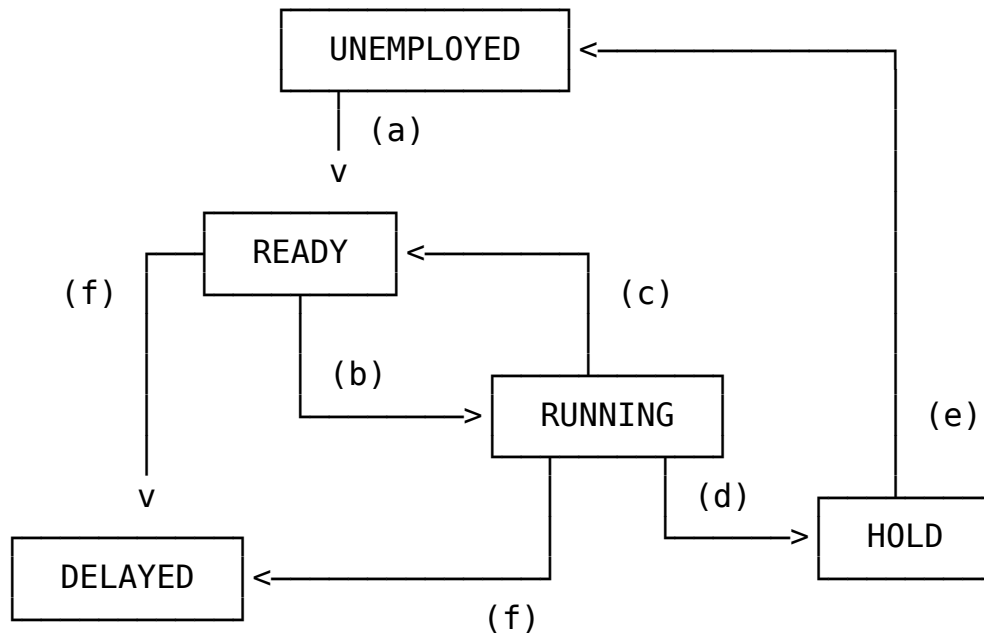 UNEMPLOYED
(a)
READY
(f)
(c)
(b)
RUNNING
(e)
(d)
HOLD
DELAYED
(f)